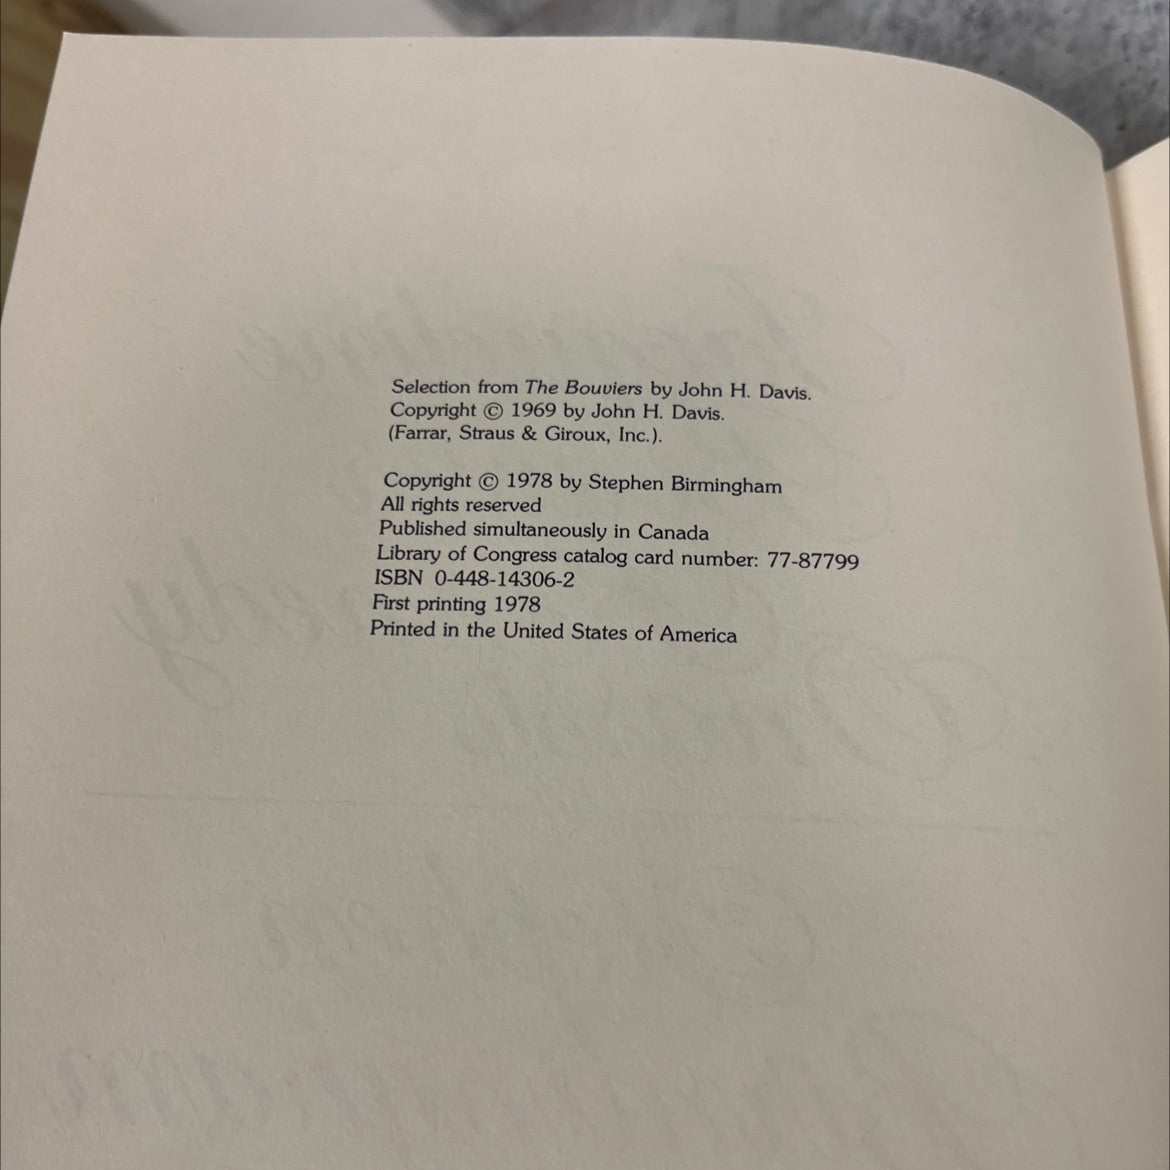 Selection from The Bouviers by John H. Davis.
Copyright © 1969 by John H. Davis.
(Farrar, Straus & Giroux, Inc.).
Copyright © 1978 by Stephen Birmingham
All rights reserved
Published simultaneously in Canada
Library of Congress catalog card number: 77-87799
ISBN 0-448-14306-2
First printing 1978
Printed in the United States of America